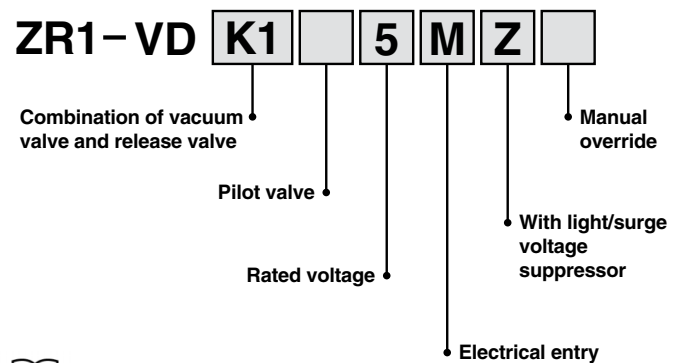 ZR1-VD K1 5 M Z
Combination of vacuum
valve and release valve
Manual
override
Pilot valve
With light/surge
voltage
suppressor
Rated voltage
Electrical entry